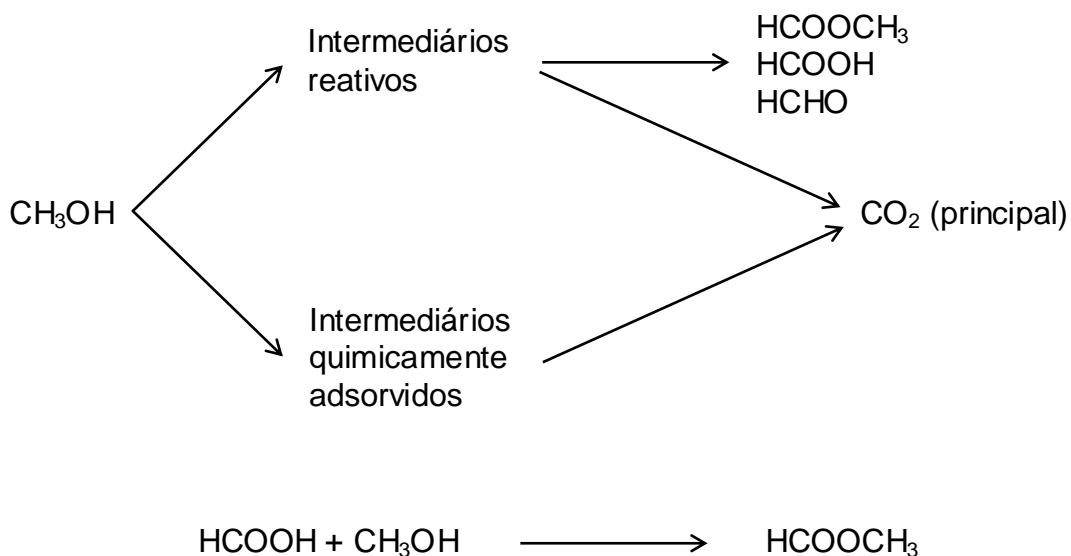 Intermediários
reativos
HCOOCH₃
HCOOH
HCHO
CH₃OH
CO₂ (principal)
Intermediários
quimicamente
adsorvidos
HCOOH + CH₃OH
HCOOCH₃